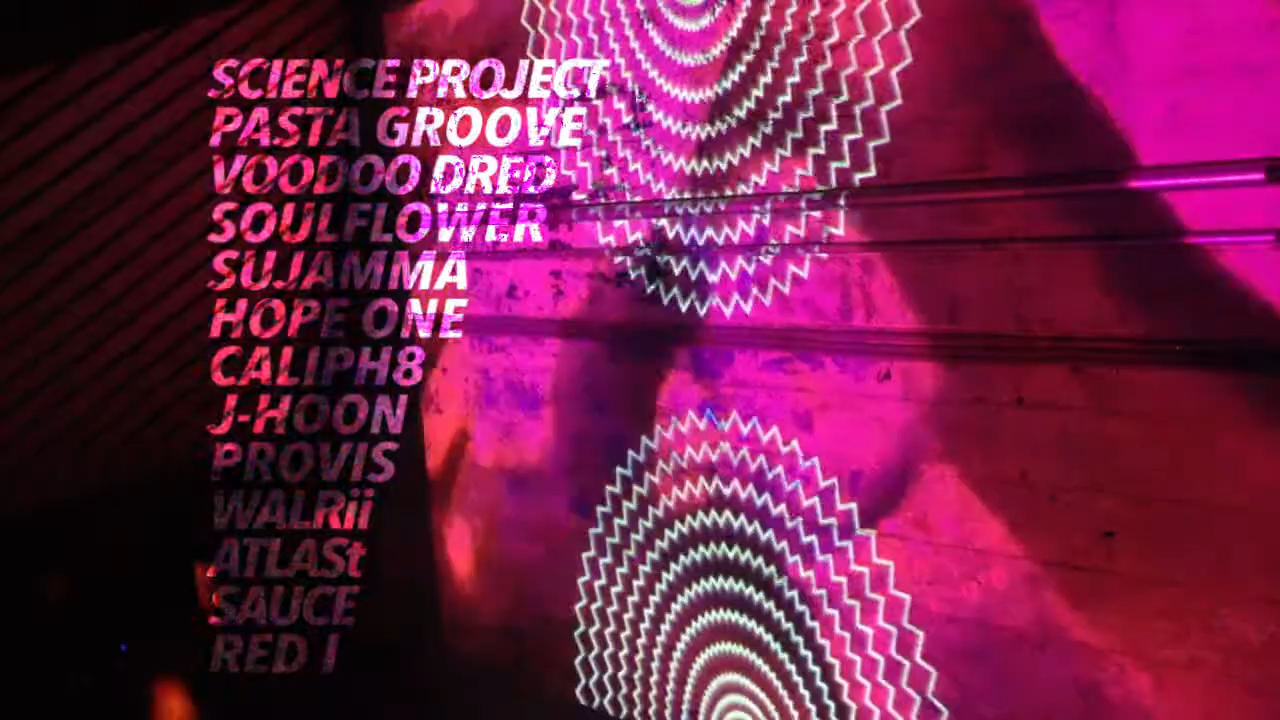 SCIENCE PROJECT
PASTA GROOVE
VOODOO DRED
SOULFLOWER
SUJAMMA
HOPE ONE
CALIPH8
J-HOON
PROVIS
WALRii
ATLASt
SAUCE
RED I